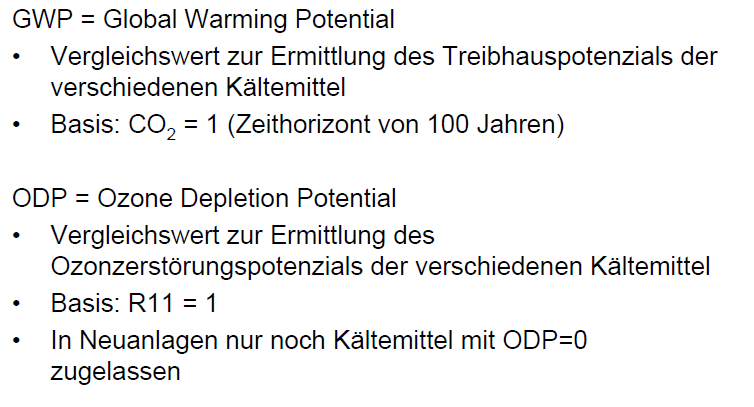 GWP = Global Warming Potential
• Vergleichswert zur Ermittlung des Treibhauspotenzials der
verschiedenen Kältemittel
• Basis: CO₂ = 1 (Zeithorizont von 100 Jahren)
ODP = Ozone Depletion Potential
• Vergleichswert zur Ermittlung des
Ozonzerstörungspotenzials der verschiedenen Kältemittel
• Basis: R11 = 1
• In Neuanlagen nur noch Kältemittel mit ODP=0
zugelassen